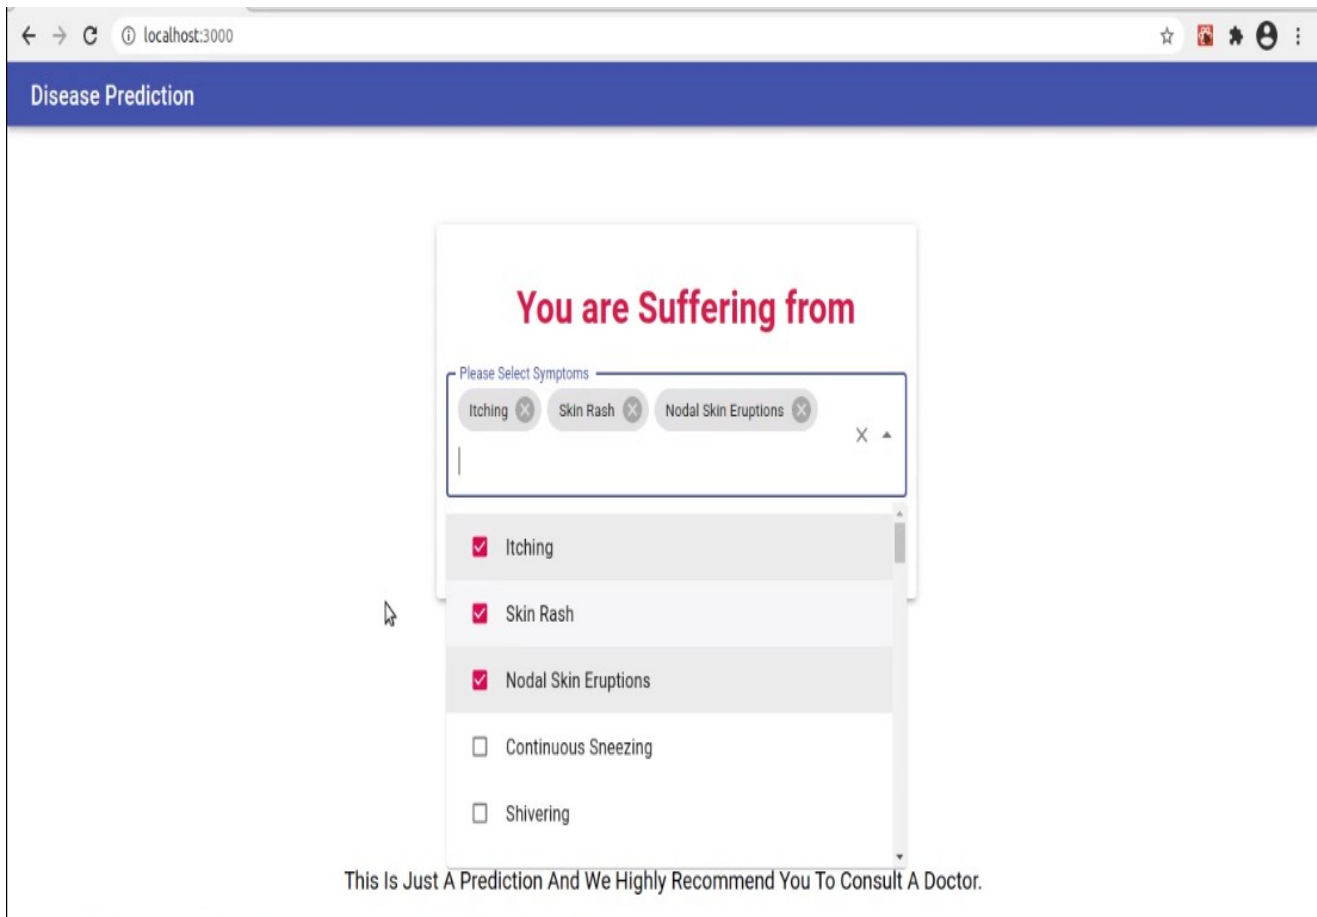 localhost:3000
Disease Prediction
You are Suffering from
Please Select Symptoms
Itching Skin Rash Nodal Skin Eruptions
Itching
Skin Rash
Nodal Skin Eruptions
Continuous Sneezing
Shivering
This Is Just A Prediction And We Highly Recommend You To Consult A Doctor.